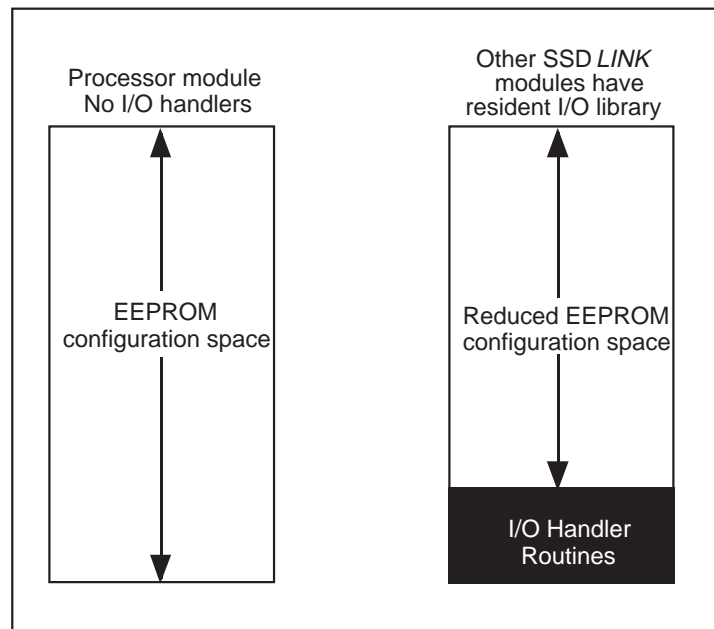 Processor module
No I/O handlers
EEPROM
configuration space
Other SSD LINK
modules have
resident I/O library
Reduced EEPROM
configuration space
I/O Handler
Routines